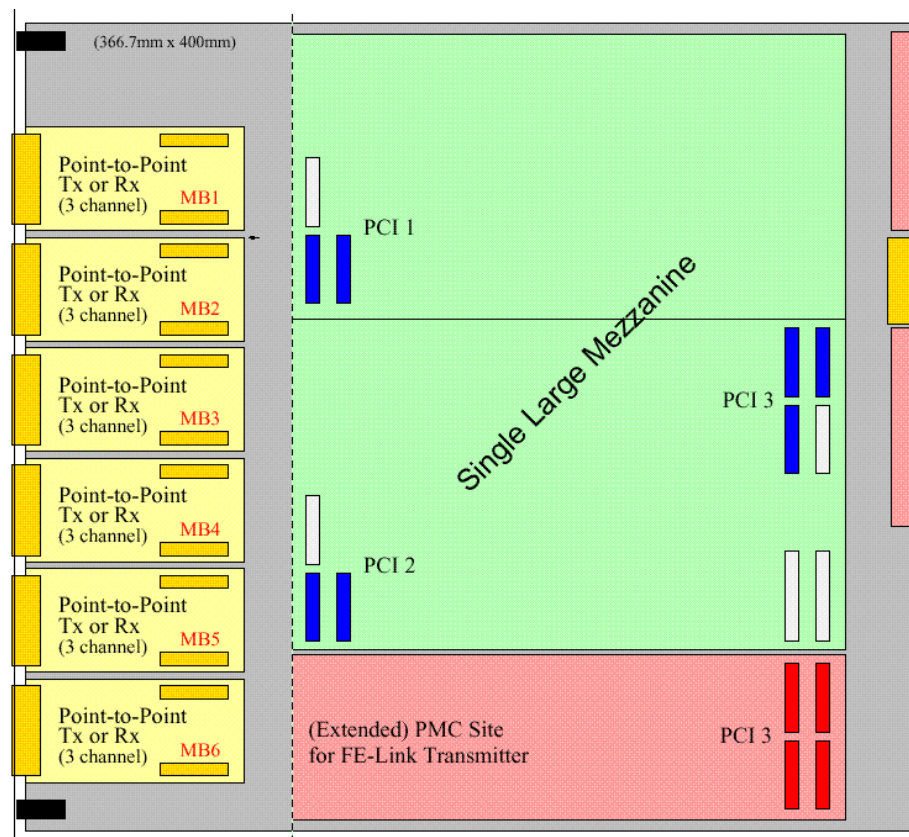 (366.7mm x 400mm)
Point-to-Point
Tx or Rx
(3 channel)
MB1
Point-to-Point
Tx or Rx
(3 channel)
MB2
Point-to-Point
Tx or Rx
(3 channel)
MB3
Point-to-Point
Tx or Rx
(3 channel)
MB4
Point-to-Point
Tx or Rx
(3 channel)
MB5
Point-to-Point
Tx or Rx
(3 channel)
MB6
PCI 1
Single Large Mezzanine
PCI 3
PCI 2
(Extended) PMC Site
for FE-Link Transmitter
PCI 3